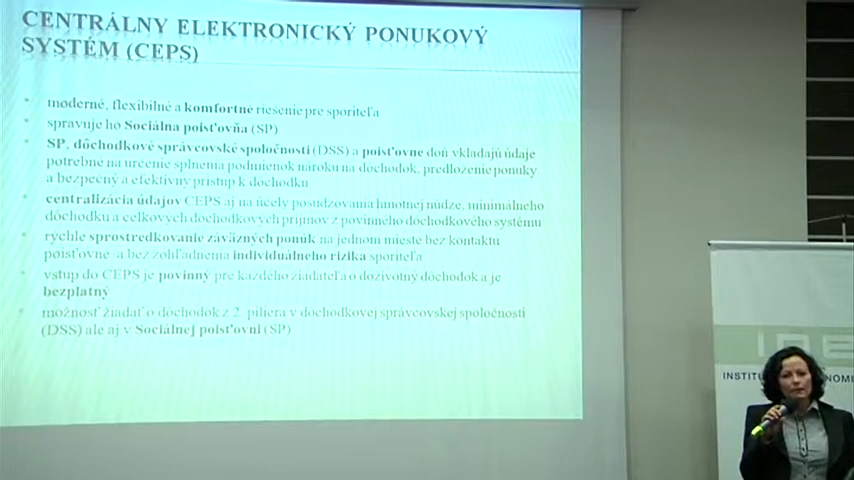 CENTRÁLNY ELEKTRONICKÝ PONUKOVÝ
SYSTÉM (CEPS)
moderné, flexibilné a komfortné riešenie pre sporiteľa
spravuje ho Sociálna poisťovňa (SP)
SP, dôchodkové správcovské spoločnosti (DSS) a poisťovne doň vkladajú údaje
potrebné na určenie splnenia podmienok nároku na dôchodok, predloženie ponuky
a bezpečný a efektívny prístup k dôchodku
centralizácia údajov CEPS aj na účely posudzovania hmotnej núdze, minimálneho
dôchodku a celkových dôchodkových príjmov z povinného dôchodkového systému
rýchle sprostredkovanie záväzných ponúk na jednom mieste bez kontaktu
poisťovne a bez zohľadnenia individuálneho rizika sporiteľa
vstup do CEPS je povinný pre každého žiadateľa o doživotný dôchodok a je
bezplatný
možnosť žiadať o dôchodok z 2. piliera v dôchodkovej správcovskej spoločnosti
(DSS) ale aj v Sociálnej poisťovni (SP)